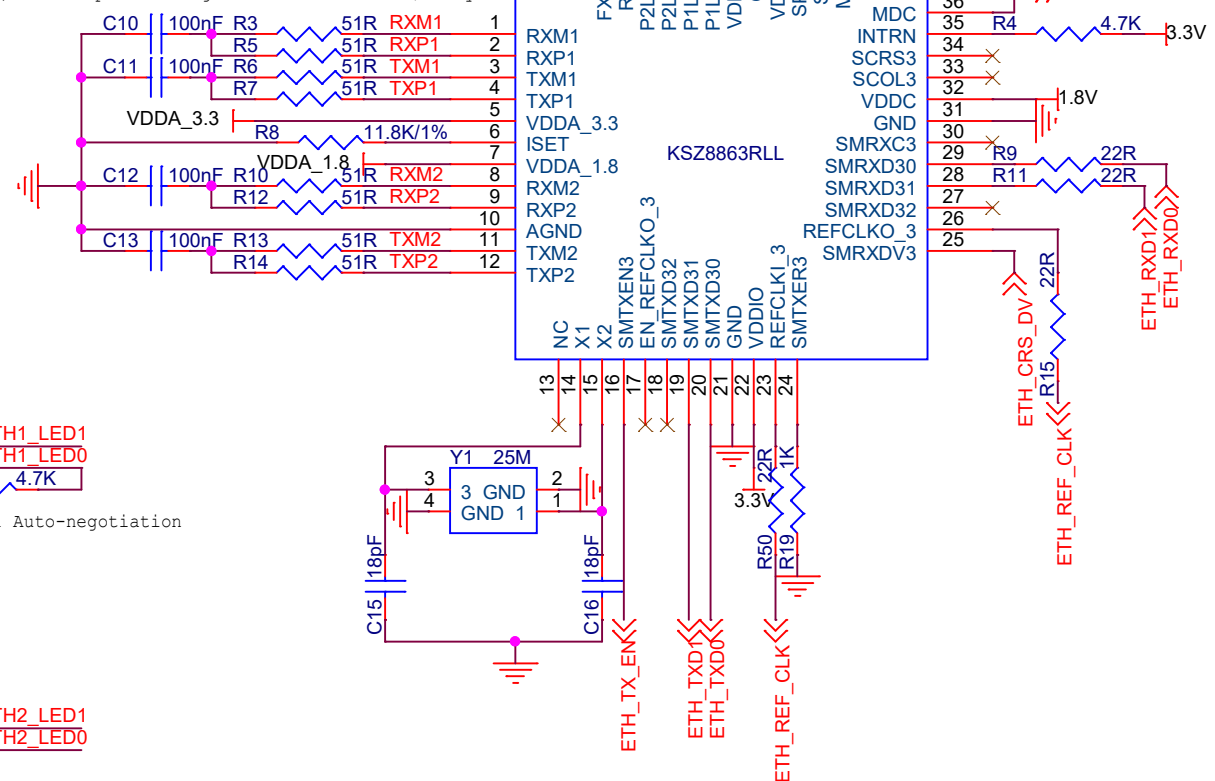 C10 100nF R3 51R RXM1 1 RXM1
R5 51R RXP1 2 RXP1
C11 100nF R6 51R TXM1 3 TXM1
R7 51R TXP1 4 TXP1
VDDA_3.3 5 VDDA_3.3
R8 11.8K/1% 6 ISET
VDDA_1.8 7 VDDA_1.8
C12 100nF R10 51R RXM2 8 RXM2
R12 51R RXP2 9 RXP2
10 AGND
C13 100nF R13 51R TXM2 11 TXM2
R14 51R TXP2 12 TXP2
KSZ8863RLL
MDC 36
INTRN 35 R4 4.7K 3.3V
SCRS3 34
SCOL3 33
VDDC 32 1.8V
GND 31
SMRXC3 30
SMRXD30 29 R9 22R
SMRXD31 28 R11 22R
SMRXD32 27
REFCLKO_3 26
SMRXDV3 25
ETH_RXD1
ETH_RXD0
ETH_CRS_DV
22R
R15
ETH_REF_CLK
NC
X1
X2
SMTXEN3
EN_REFCLKO_3
SMTXD32
SMTXD31
SMTXD30
GND
VDDIO
REFCLKI_3
SMTXER3
13
14
15
16
17
18
19
20
21
22
23
24
Y1 25M
3 3 GND 2
4 GND 1 1
18pF
C15
18pF
C16
3.3V
22R
R50
1K
R19
ETH_TX_EN
ETH_TXD1
ETH_TXD0
ETH_REF_CLK
TH1_LED1
TH1_LED0
4.7K
Auto-negotiation
TH2_LED1
TH2_LED0